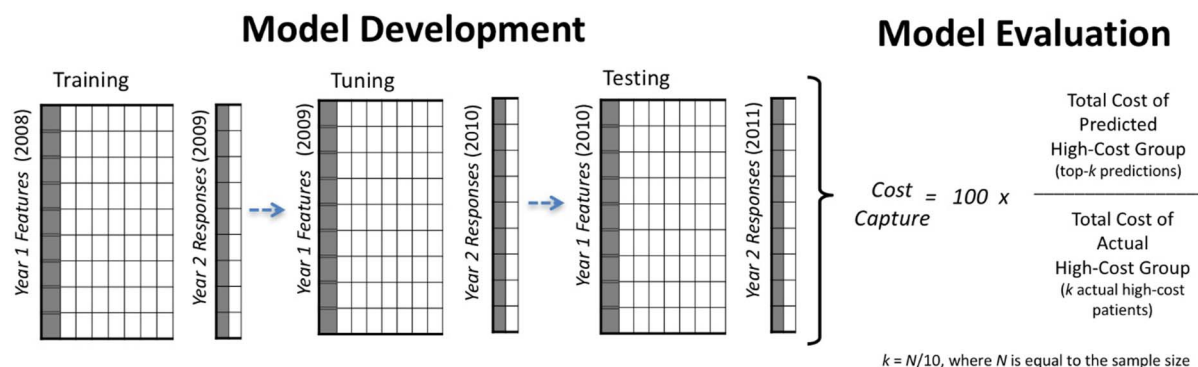 Model Development
Model Evaluation
Training
Year 1 Features (2008)
Year 2 Responses (2009)
Tuning
Year 1 Features (2009)
Year 2 Responses (2010)
Testing
Year 1 Features (2010)
Year 2 Responses (2011)
Cost
Capture
= 100 x
Total Cost of
Predicted
High-Cost Group
(top-k predictions)
Total Cost of
Actual
High-Cost Group
(k actual high-cost
patients)
k = N/10, where N is equal to the sample size